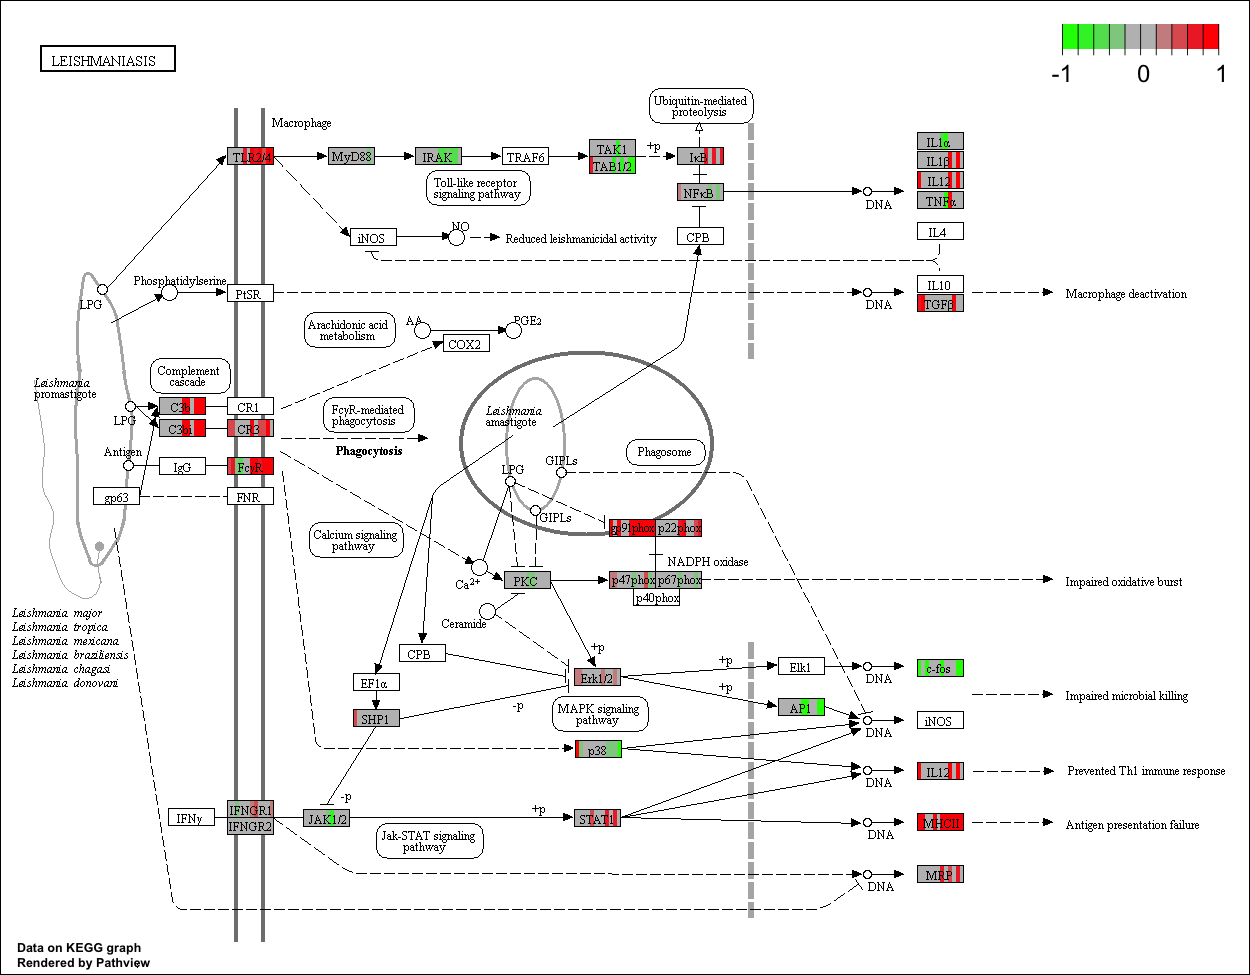 LEISHMANIASIS
-1 0 1
Macrophage
Ubiquitin-mediated
proteolysis
TLR2/4
MyD88
IRAK
TRAF6
TAK1
TAB1/2
+p
IκB
Toll-like receptor
signaling pathway
NFκB
DNA
IL1α
IL1β
IL12
TNFα
iNOS
NO
Reduced leishmanicidal activity
CPB
IL4
Phosphatidylserine
LPG
PtSR
DNA
IL10
TGFβ
Macrophage deactivation
Arachidonic acid
metabolism
AA
PGE2
COX2
Leishmania
promastigote
Complement
cascade
C3b
CR1
LPG
C3bi
CR3
FcγR-mediated
phagocytosis
Phagocytosis
Leishmania
amastigote
Phagosome
Antigen
IgG
FcγR
gp63
FNR
LPG
GIPLs
GIPLs
gp91phox
p22phox
NADPH oxidase
Calcium signaling
pathway
Ca2+
PKC
p47phox
p67phox
p40phox
Impaired oxidative burst
Ceramide
Leishmania major
Leishmania tropica
Leishmania mexicana
Leishmania braziliensis
Leishmania chagasi
Leishmania donovani
CPB
+p
EF1α
Erk1/2
+p
Elk1
DNA
c-fos
+p
SHP1
-p
MAPK signaling
pathway
AP1
DNA
iNOS
Impaired microbial killing
p38
DNA
IL12
Prevented Th1 immune response
-p
IFNγ
IFNGR1
IFNGR2
JAK1/2
+p
STAT1
DNA
MHCII
Antigen presentation failure
Jak-STAT signaling
pathway
DNA
MRP
Data on KEGG graph
Rendered by Pathview